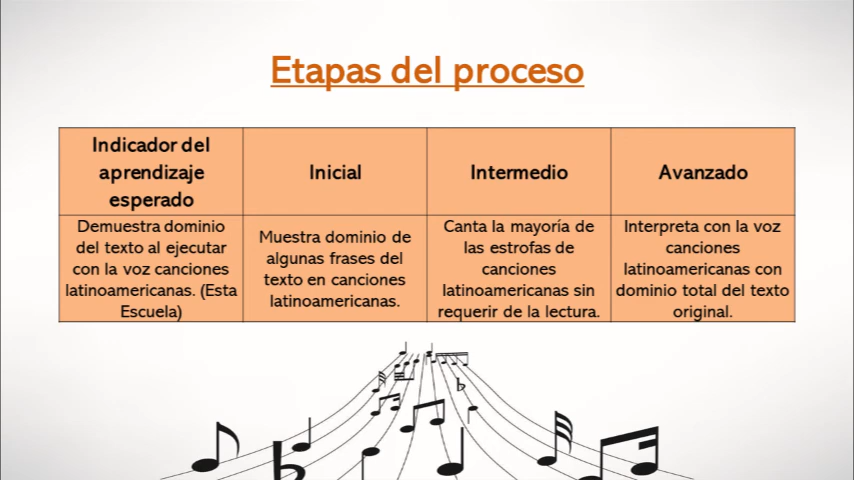 Etapas del proceso
Indicador del
aprendizaje
esperado
Inicial
Intermedio
Avanzado
Demuestra dominio
del texto al ejecutar
con la voz canciones
latinoamericanas. (Esta
Escuela)
Muestra dominio de
algunas frases del
texto en canciones
latinoamericanas.
Canta la mayoría de
las estrofas de
canciones
latinoamericanas sin
requerir de la lectura.
Interpreta con la voz
canciones
latinoamericanas con
dominio total del texto
original.